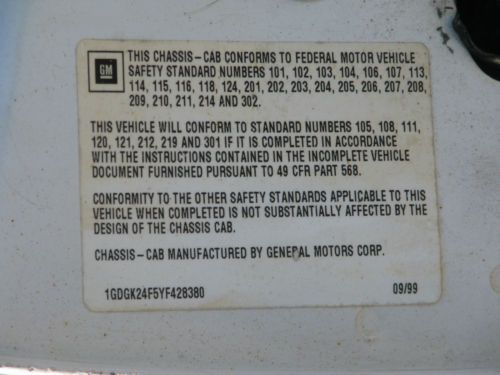 GM
THIS CHASSIS-CAB CONFORMS TO FEDERAL MOTOR VEHICLE
SAFETY STANDARD NUMBERS 101, 102, 103, 104, 106, 107, 113,
114, 115, 116, 118, 124, 201, 202, 203, 204, 205, 206, 207, 208,
209, 210, 211, 214 AND 302.
THIS VEHICLE WILL CONFORM TO STANDARD NUMBERS 105, 108, 111,
120, 121, 212, 219 AND 301 IF IT IS COMPLETED IN ACCORDANCE
WITH THE INSTRUCTIONS CONTAINED IN THE INCOMPLETE VEHICLE
DOCUMENT FURNISHED PURSUANT TO 49 CFR PART 568.
CONFORMITY TO THE OTHER SAFETY STANDARDS APPLICABLE TO THIS
VEHICLE WHEN COMPLETED IS NOT SUBSTANTIALLY AFFECTED BY THE
DESIGN OF THE CHASSIS CAB.
CHASSIS-CAB MANUFACTURED BY GENERAL MOTORS CORP.
1GDGK24F5YF428380 09/99